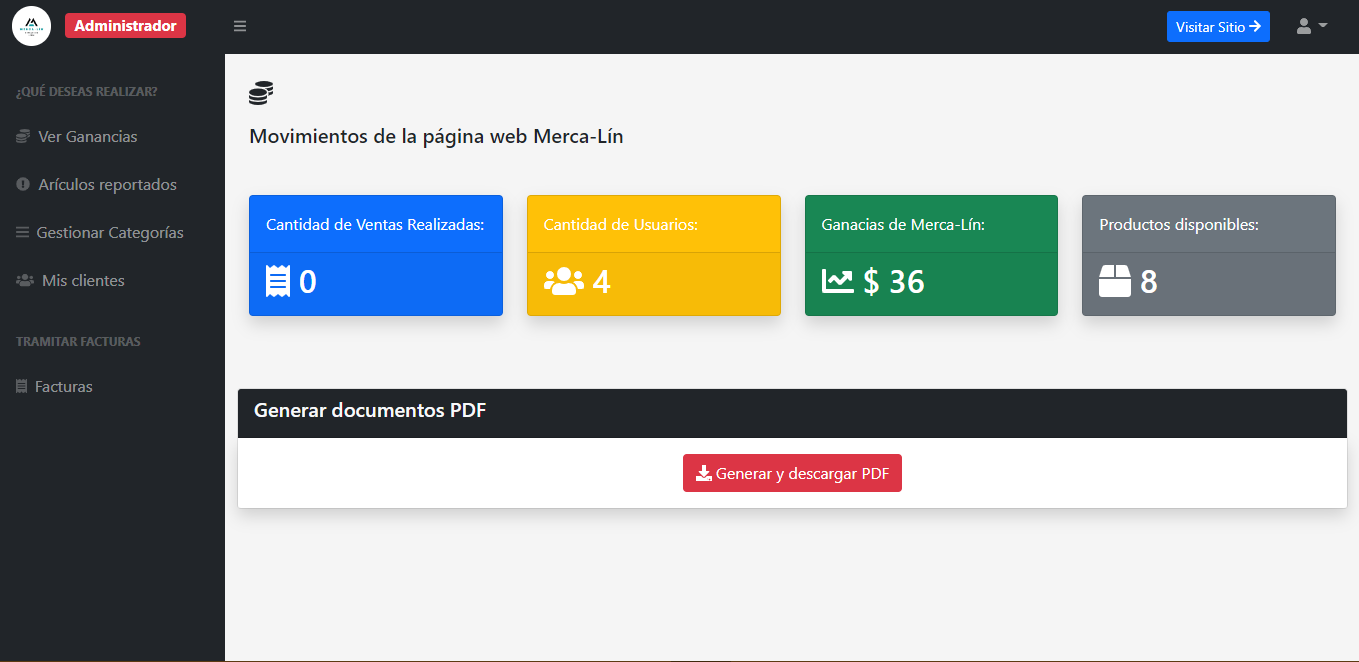 Administrador
Visitar Sitio
¿QUÉ DESEAS REALIZAR?
Ver Ganancias
Arículos reportados
Gestionar Categorías
Mis clientes
TRAMITAR FACTURAS
Facturas
Movimientos de la página web Merca-Lín
Cantidad de Ventas Realizadas:
0
Cantidad de Usuarios:
4
Ganacias de Merca-Lín:
$ 36
Productos disponibles:
8
Generar documentos PDF
Generar y descargar PDF